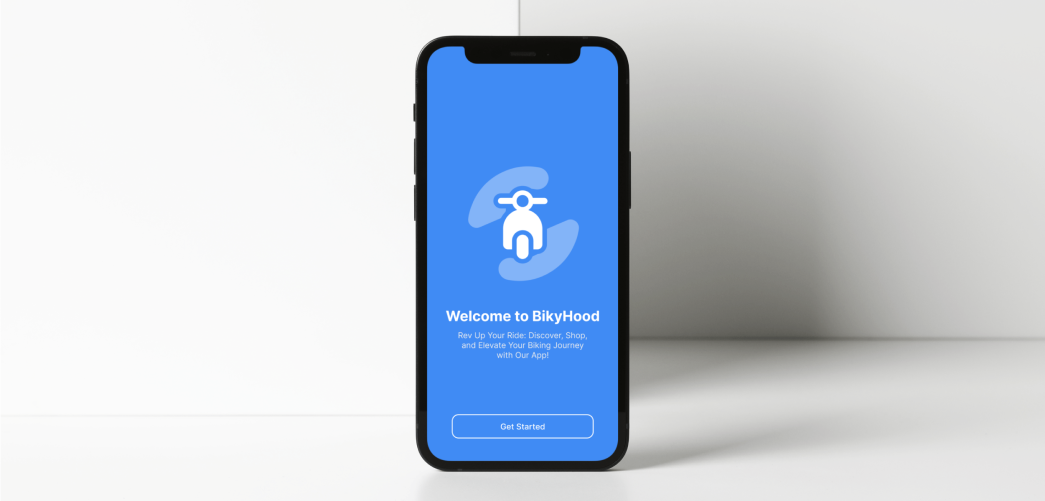 Welcome to BikyHood
Rev Up Your Ride: Discover, Shop,
and Elevate Your Biking Journey
with Our App!
Get Started